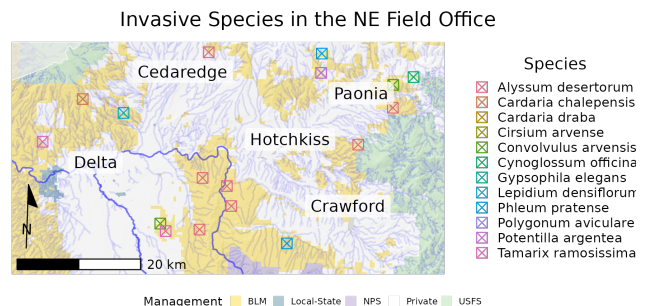 Invasive Species in the NE Field Office
Cedaredge
Paonia
Hotchkiss
Delta
Crawford
N
20 km
Species
Alyssum desertorum
Cardaria chalepensis
Cardaria draba
Cirsium arvense
Convolvulus arvensis
Cynoglossum officina
Gypsophila elegans
Lepidium densiflorum
Phleum pratense
Polygonum aviculare
Potentilla argentea
Tamarix ramosissima
Management BLM Local-State NPS Private USFS